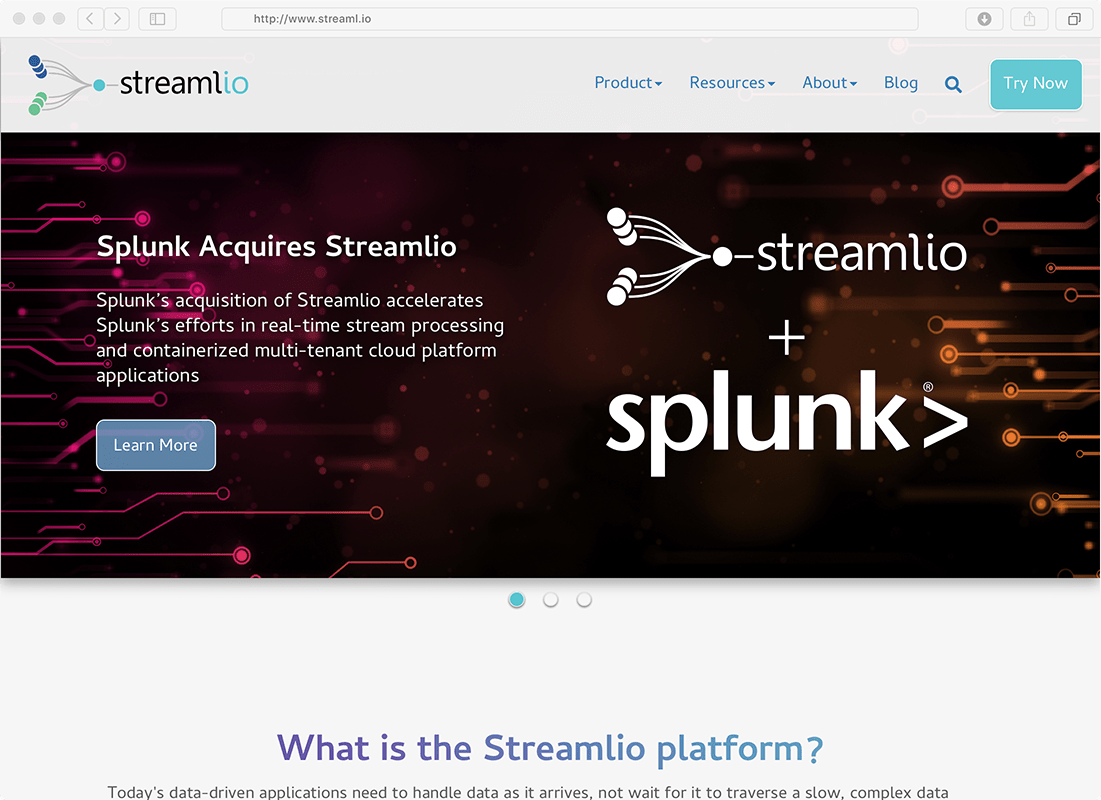 http://www.streaml.io
streamlio
Product
Resources
About
Blog
Try Now
Splunk Acquires Streamlio
Splunk’s acquisition of Streamlio accelerates
Splunk’s efforts in real-time stream processing
and containerized multi-tenant cloud platform
applications
Learn More
streamlio
+
splunk>®
What is the Streamlio platform?
Today's data-driven applications need to handle data as it arrives, not wait for it to traverse a slow, complex data